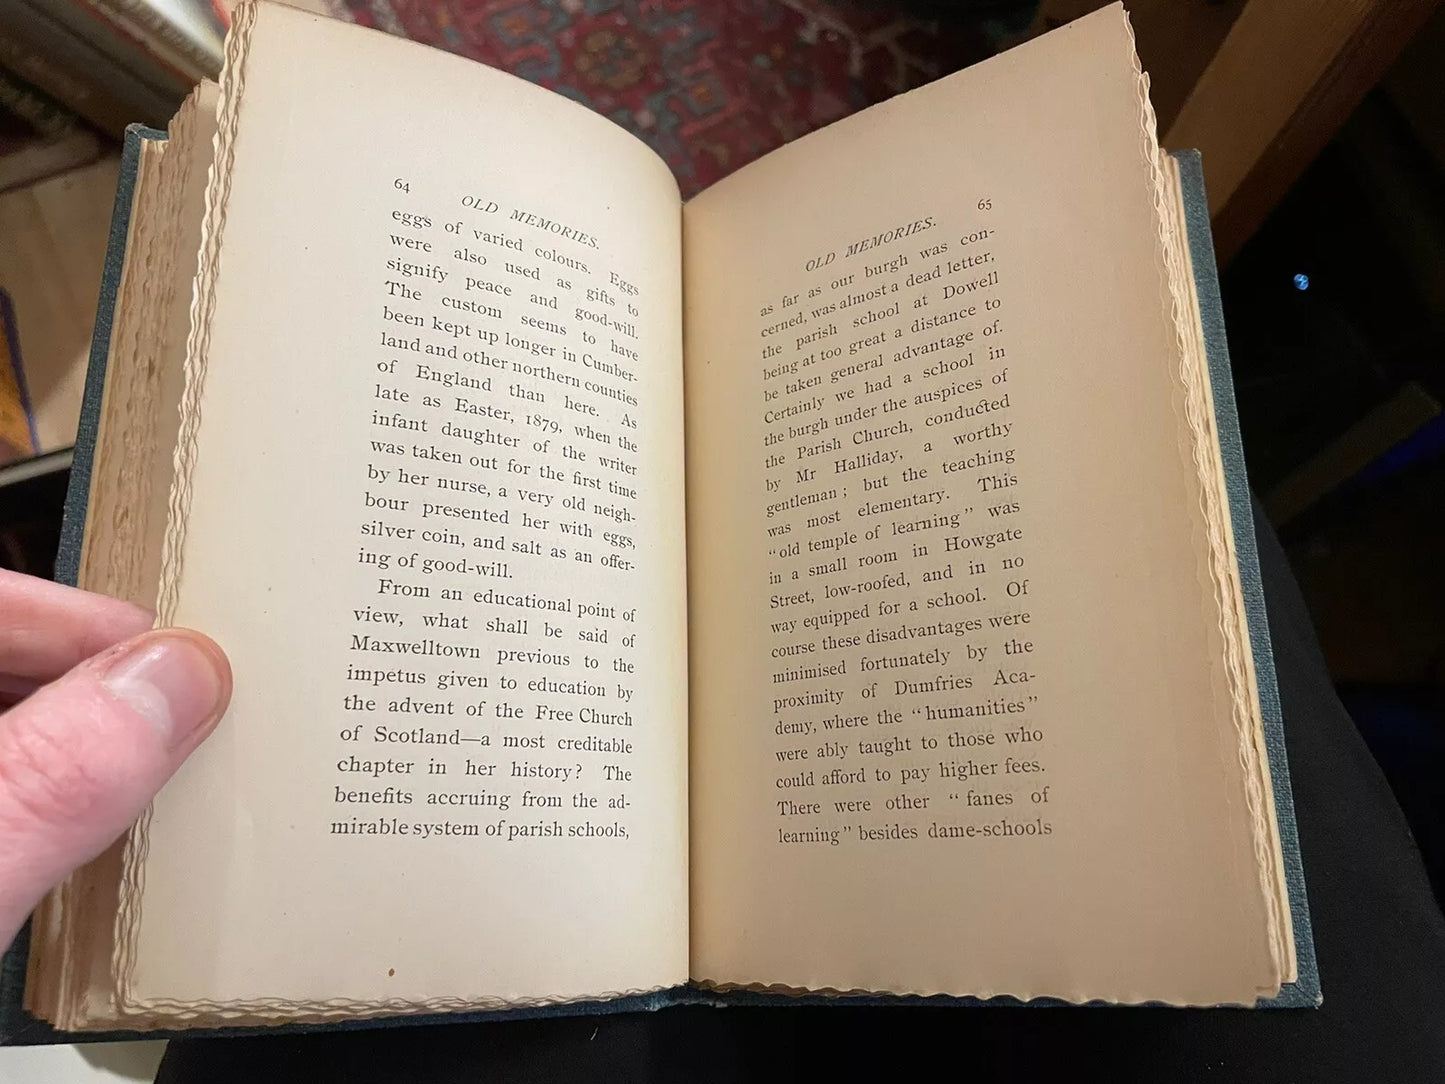 64
OLD MEMORIES.
eggs of varied colours. Eggs
were also used as gifts to
signify peace and good-will.
The custom seems to have
been kept up longer in Cumber-
land and other northern counties
of England than here. As
late as Easter, 1879, when the
infant daughter of the writer
was taken out for the first time
by her nurse, a very old neigh-
bour presented her with eggs,
silver coin, and salt as an offer-
ing of good-will.
From an educational point of
view, what shall be said of
Maxwelltown previous to the
impetus given to education by
the advent of the Free Church
of Scotland—a most creditable
chapter in her history? The
benefits accruing from the ad-
mirable system of parish schools,
OLD MEMORIES.
65
as far as our burgh was con-
cerned, was almost a dead letter,
the parish school at Dowell
being at too great a distance to
be taken general advantage of.
Certainly we had a school in
the burgh under the auspices of
the Parish Church, conducted
by Mr Halliday, a worthy
gentleman; but the teaching
was most elementary. This
"old temple of learning" was
in a small room in Howgate
Street, low-roofed, and in no
way equipped for a school. Of
course these disadvantages were
minimised fortunately by the
proximity of Dumfries Aca-
demy, where the "humanities"
were ably taught to those who
could afford to pay higher fees.
There were other "fanes of
learning" besides dame-schools